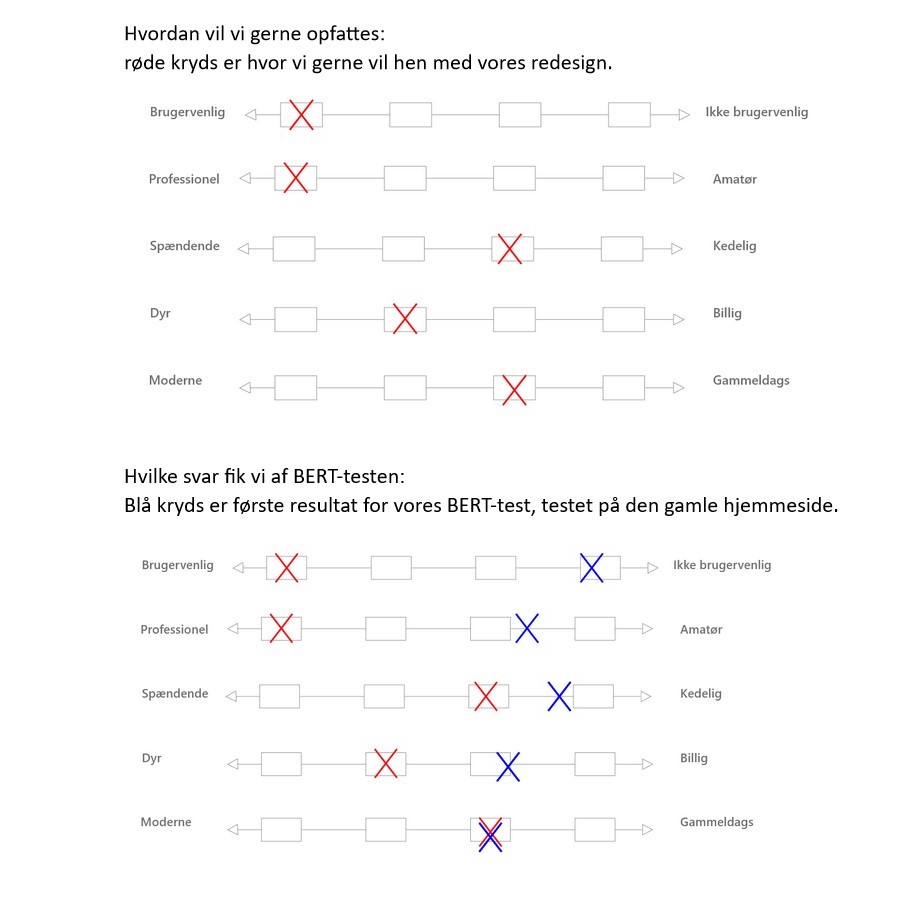 Hvordan vil vi gerne opfattes:
røde kryds er hvor vi gerne vil hen med vores redesign.
Brugervenlig Ikke brugervenlig
Professionel Amatør
Spændende Kedelig
Dyr Billig
Moderne Gammeldags
Hvilke svar fik vi af BERT-testen:
Blå kryds er første resultat for vores BERT-test, testet på den gamle hjemmeside.
Brugervenlig Ikke brugervenlig
Professionel Amatør
Spændende Kedelig
Dyr Billig
Moderne Gammeldags